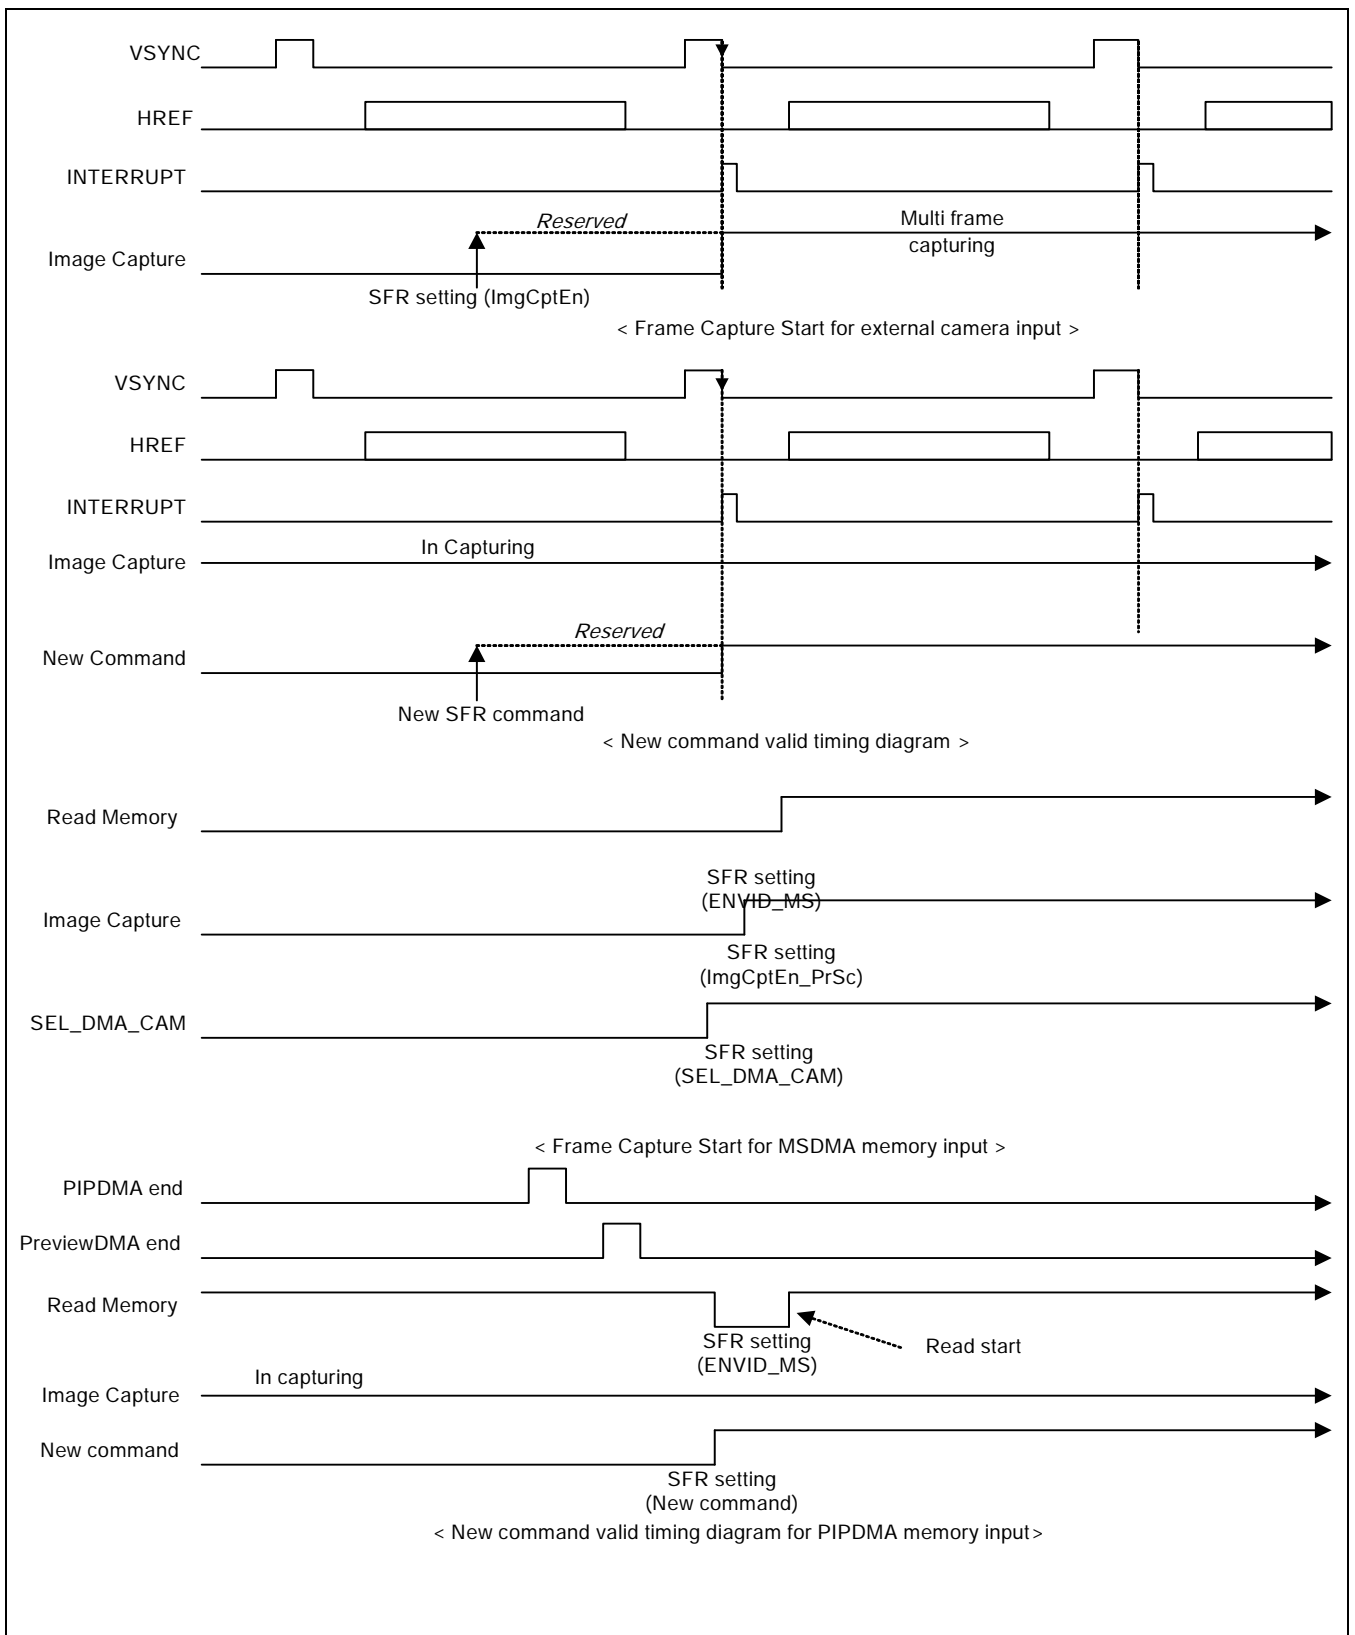 VSYNC
HREF
INTERRUPT
Reserved
Multi frame
capturing
Image Capture
SFR setting (ImgCptEn)
< Frame Capture Start for external camera input >
VSYNC
HREF
INTERRUPT
In Capturing
Image Capture
Reserved
New Command
New SFR command
< New command valid timing diagram >
Read Memory
SFR setting
(ENVID_MS)
Image Capture
SFR setting
(ImgCptEn_PrSc)
SEL_DMA_CAM
SFR setting
(SEL_DMA_CAM)
< Frame Capture Start for MSDMA memory input >
PIPDMA end
PreviewDMA end
Read Memory
SFR setting
(ENVID_MS)
Read start
In capturing
Image Capture
New command
SFR setting
(New command)
< New command valid timing diagram for PIPDMA memory input>